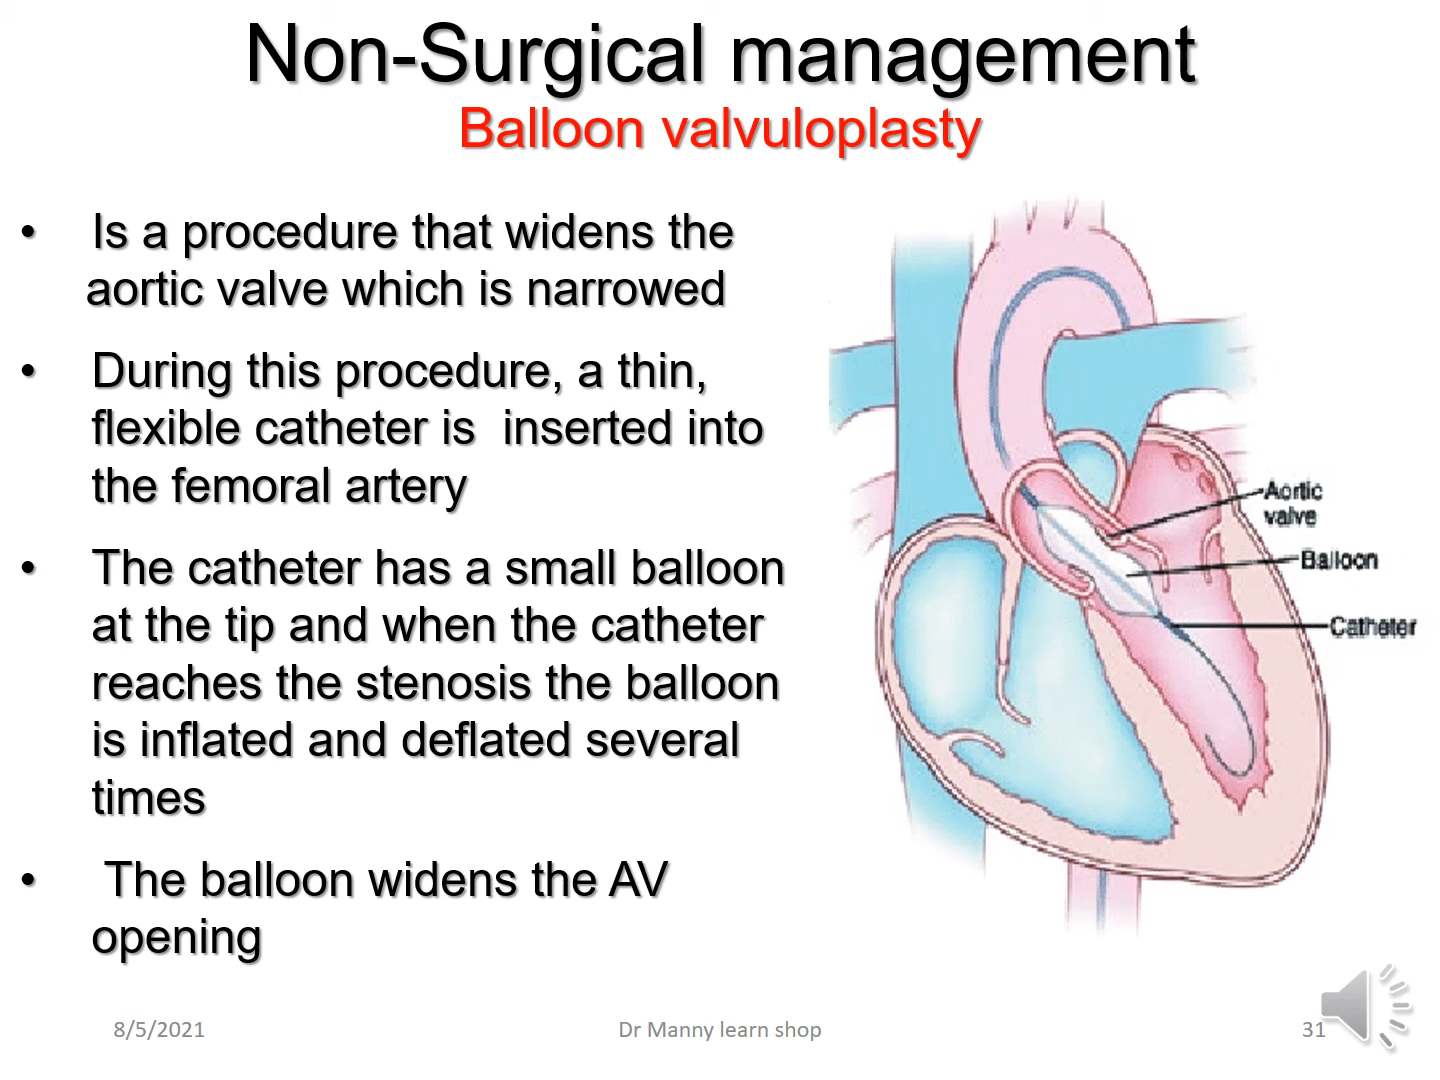 Non-Surgical management
Balloon valvuloplasty
• Is a procedure that widens the
aortic valve which is narrowed
• During this procedure, a thin,
flexible catheter is  inserted into
the femoral artery
• The catheter has a small balloon
at the tip and when the catheter
reaches the stenosis the balloon
is inflated and deflated several
times
• The balloon widens the AV
opening
Aortic
valve
Balloon
Catheter
8/5/2021
Dr Manny learn shop
31